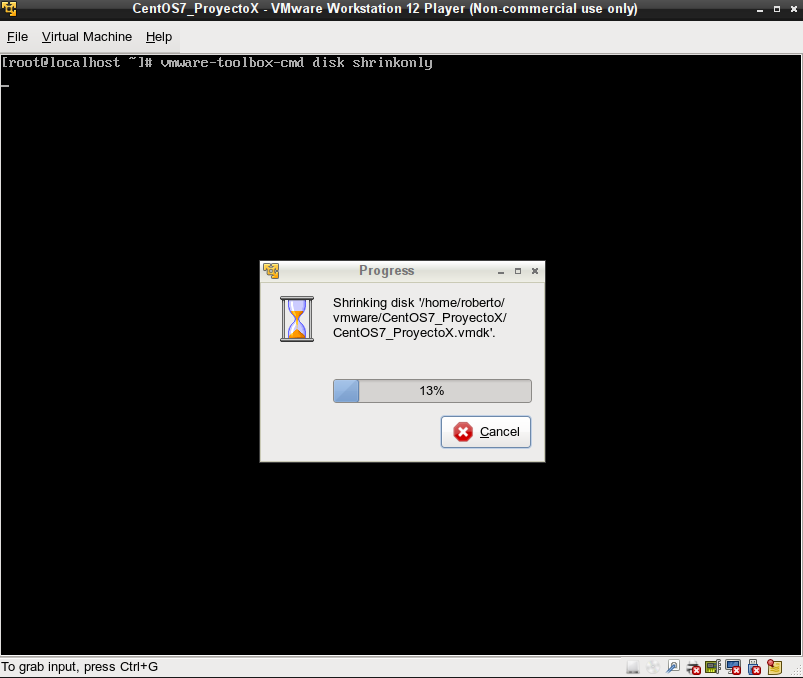 CentOS7_ProyectoX - VMware Workstation 12 Player (Non-commercial use only)
File Virtual Machine Help
[root@localhost ~]# vmware-toolbox-cmd disk shrinkonly
Progress
Shrinking disk '/home/roberto/
vmware/CentOS7_ProyectoX/
CentOS7_ProyectoX.vmdk'.
13%
Cancel
To grab input, press Ctrl+G